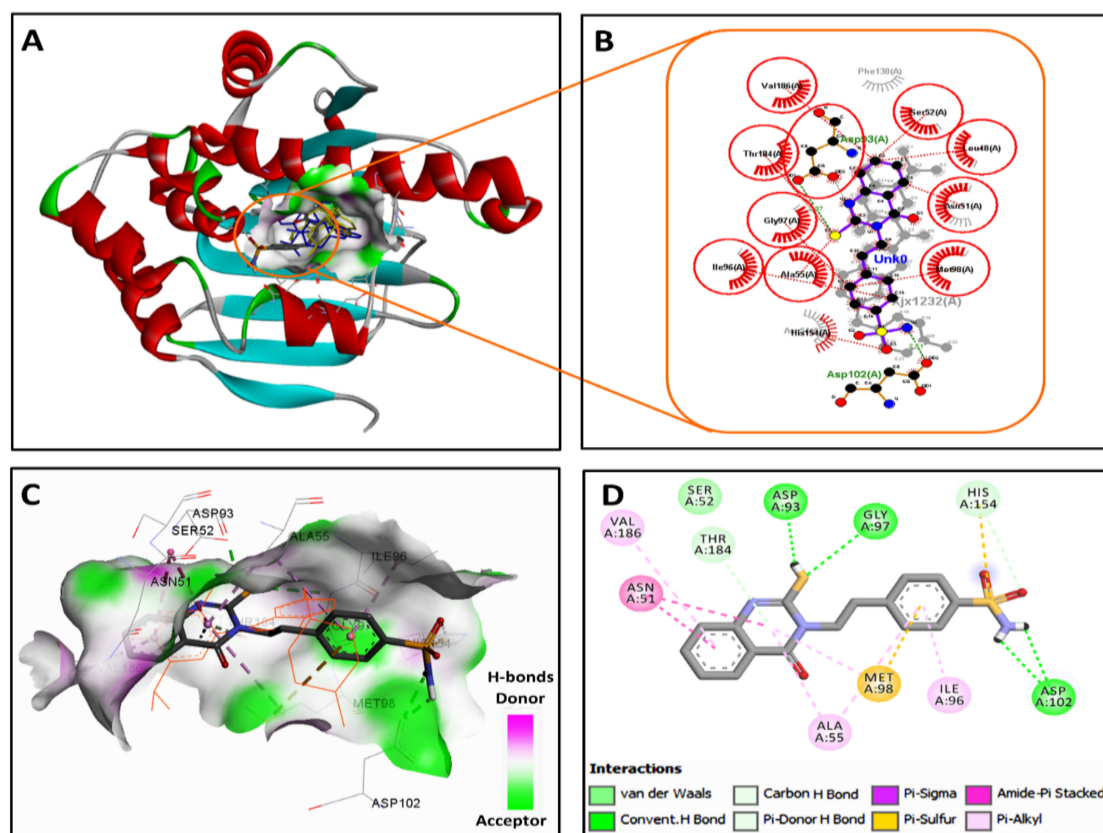 A
B
Phe138(A)
Val186(A)
Ser52(A)
Asp93(A)
Leu48(A)
Thr184(A)
Asn51(A)
Gly97(A)
Unk0
Ile96(A)
Ala55(A)
Met98(A)
Xjx1232(A)
His154(A)
Asp102(A)
C
ASP93
SER52
ALA55
ILE96
ASN51
MET98
ASP102
H-bonds
Donor
Acceptor
D
SER
A:52
ASP
A:93
HIS
A:154
VAL
A:186
GLY
A:97
THR
A:184
ASN
A:51
MET
A:98
ILE
A:96
ASP
A:102
ALA
A:55
Interactions
van der Waals
Carbon H Bond
Pi-Sigma
Amide-Pi Stacked
Convent.H Bond
Pi-Donor H Bond
Pi-Sulfur
Pi-Alkyl